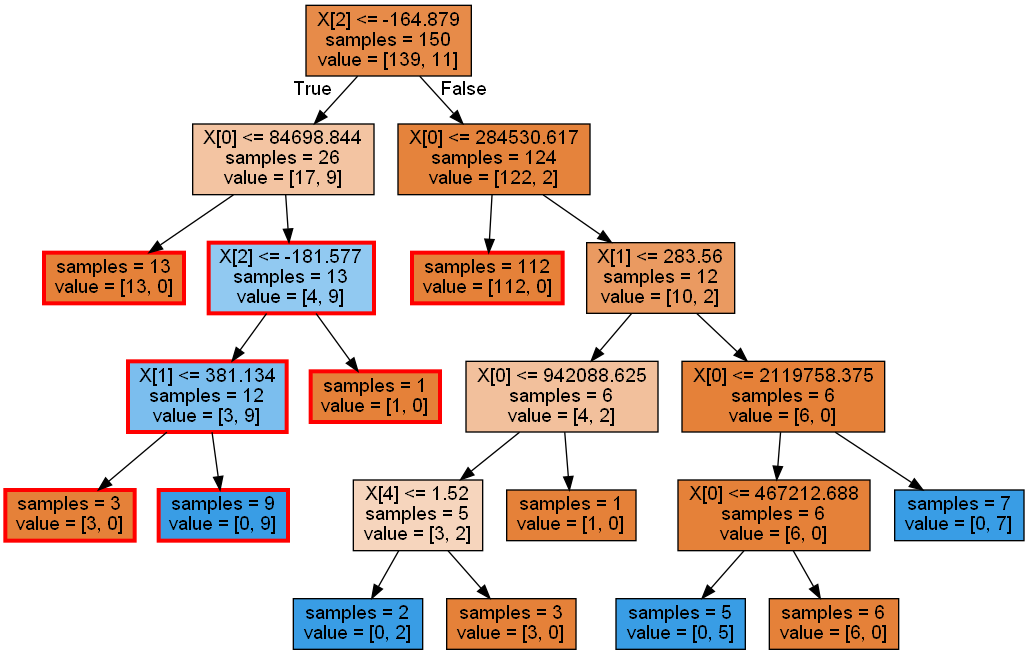 X[2] <= -164.879
samples = 150
value = [139, 11]
True
False
X[0] <= 84698.844
samples = 26
value = [17, 9]
X[0] <= 284530.617
samples = 124
value = [122, 2]
samples = 13
value = [13, 0]
X[2] <= -181.577
samples = 13
value = [4, 9]
samples = 112
value = [112, 0]
X[1] <= 283.56
samples = 12
value = [10, 2]
X[1] <= 381.134
samples = 12
value = [3, 9]
samples = 1
value = [1, 0]
X[0] <= 942088.625
samples = 6
value = [4, 2]
X[0] <= 2119758.375
samples = 6
value = [6, 0]
samples = 3
value = [3, 0]
samples = 9
value = [0, 9]
X[4] <= 1.52
samples = 5
value = [3, 2]
samples = 1
value = [1, 0]
X[0] <= 467212.688
samples = 6
value = [6, 0]
samples = 7
value = [0, 7]
samples = 2
value = [0, 2]
samples = 3
value = [3, 0]
samples = 5
value = [0, 5]
samples = 6
value = [6, 0]